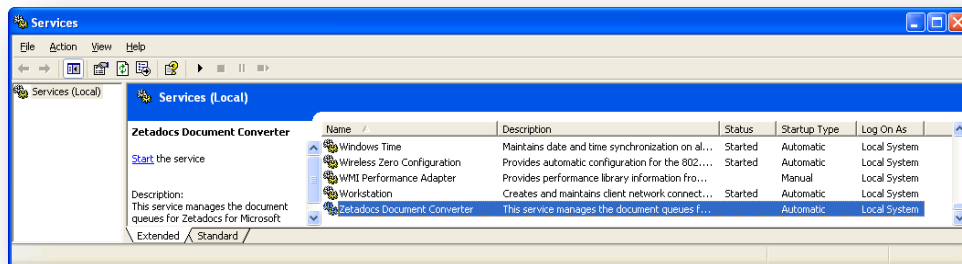 Services
File Action View Help
Services (Local)
Services (Local)
Zetadocs Document Converter
Start the service
Description:
This service manages the document
queues for Zetadocs for Microsoft
Name Description Status Startup Type Log On As
Windows Time Maintains date and time synchronization on al... Started Automatic Local System
Wireless Zero Configuration Provides automatic configuration for the 802.... Started Automatic Local System
WMI Performance Adapter Provides performance library information fro... Manual Local System
Workstation Creates and maintains client network connect... Started Automatic Local System
Zetadocs Document Converter This service manages the document queues f... Automatic Local System
Extended Standard